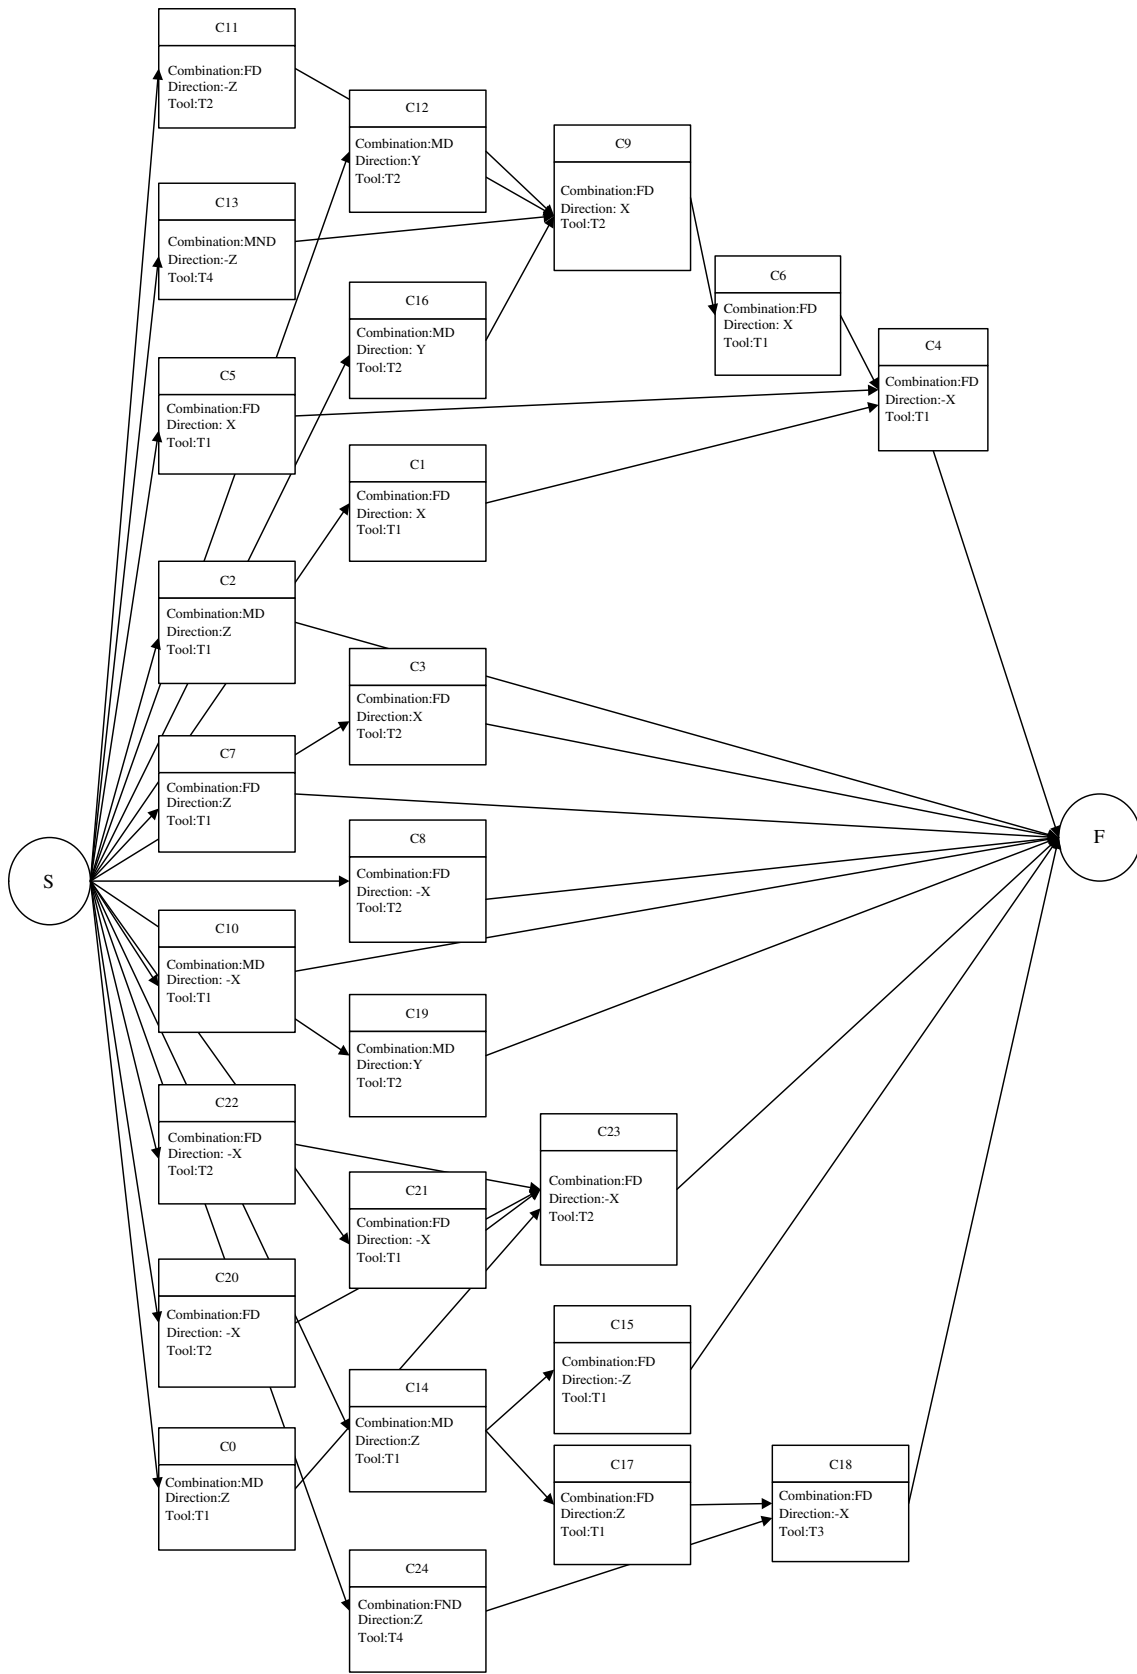 C11
Combination:FD
Direction:-Z
Tool:T2
C12
Combination:MD
Direction:Y
Tool:T2
C9
Combination:FD
Direction: X
Tool:T2
C13
Combination:MND
Direction:-Z
Tool:T4
C6
Combination:FD
Direction: X
Tool:T1
C16
Combination:MD
Direction: Y
Tool:T2
C4
Combination:FD
Direction:-X
Tool:T1
C5
Combination:FD
Direction: X
Tool:T1
C1
Combination:FD
Direction: X
Tool:T1
C2
Combination:MD
Direction:Z
Tool:T1
C3
Combination:FD
Direction:X
Tool:T2
C7
Combination:FD
Direction:Z
Tool:T1
F
C8
Combination:FD
Direction: -X
Tool:T2
S
C10
Combination:MD
Direction: -X
Tool:T1
C19
Combination:MD
Direction:Y
Tool:T2
C22
Combination:FD
Direction: -X
Tool:T2
C23
Combination:FD
Direction:-X
Tool:T2
C21
Combination:FD
Direction: -X
Tool:T1
C20
Combination:FD
Direction: -X
Tool:T2
C15
Combination:FD
Direction:-Z
Tool:T1
C14
Combination:MD
Direction:Z
Tool:T1
C0
Combination:MD
Direction:Z
Tool:T1
C17
Combination:FD
Direction:Z
Tool:T1
C18
Combination:FD
Direction:-X
Tool:T3
C24
Combination:FND
Direction:Z
Tool:T4